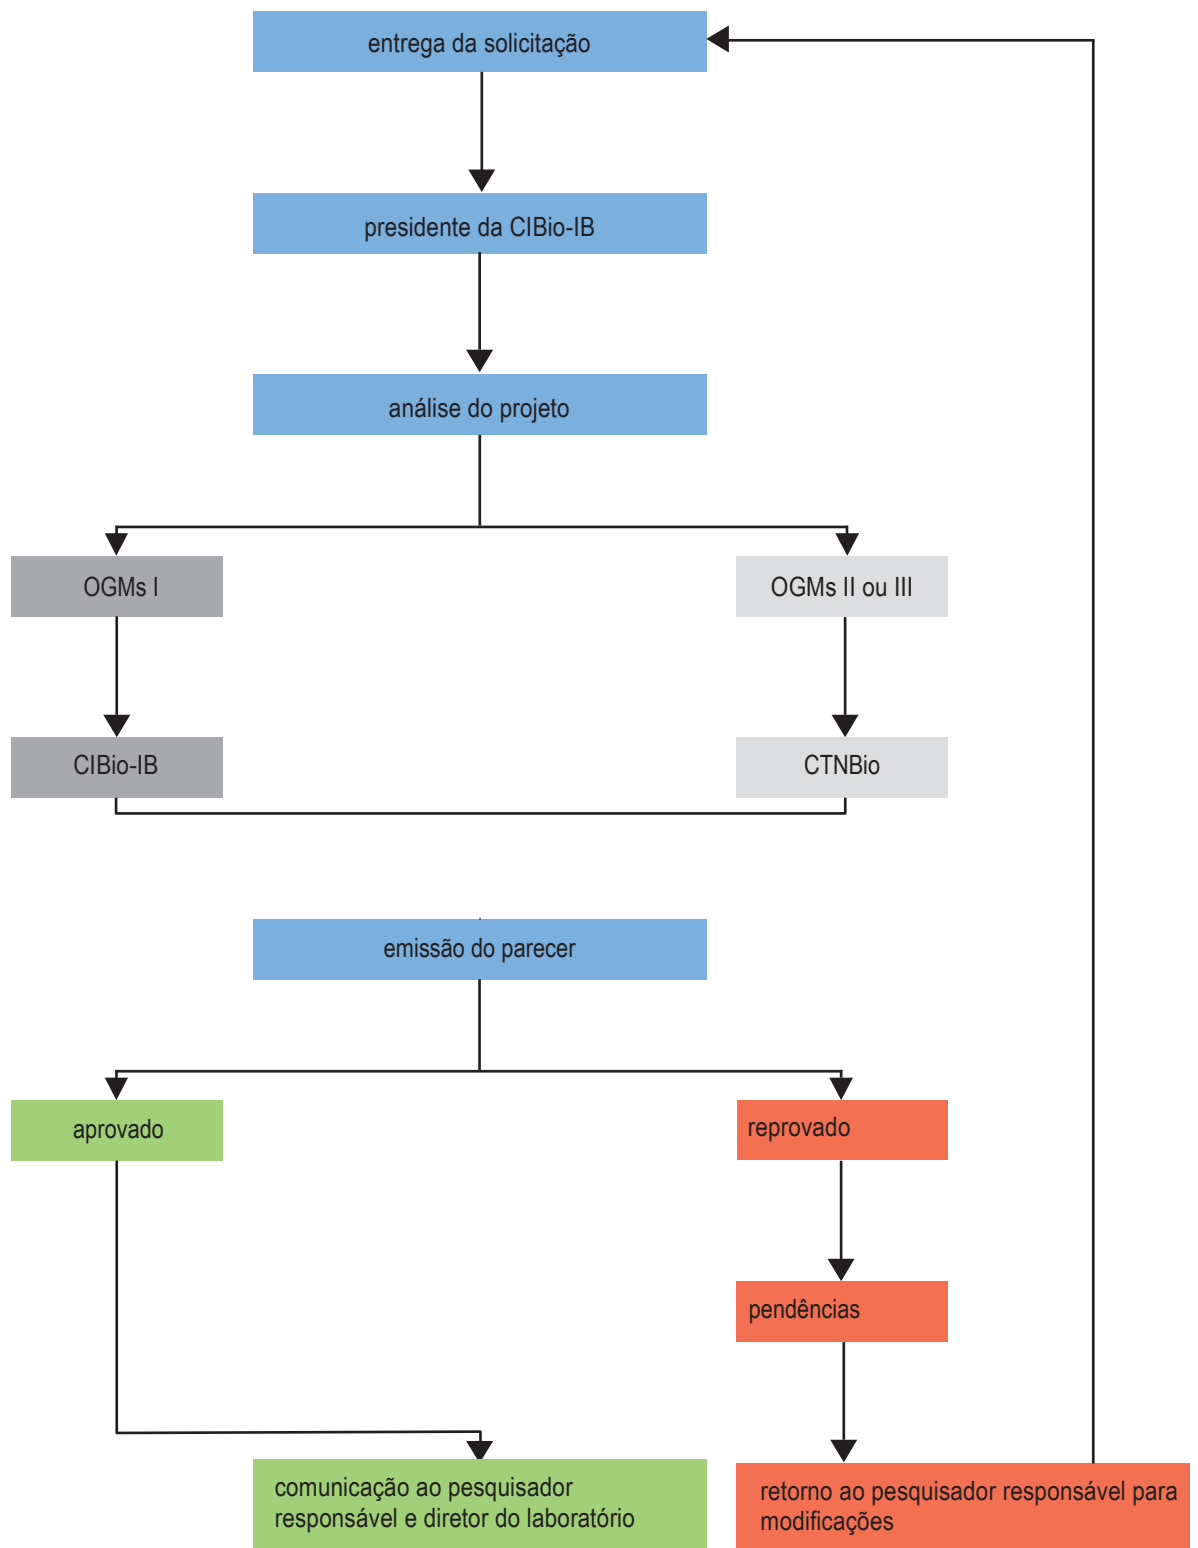 entrega da solicitação
presidente da CIBio-IB
análise do projeto
OGMs I
OGMs II ou III
CIBio-IB
CTNBio
emissão do parecer
aprovado
reprovado
pendências
comunicação ao pesquisador
responsável e diretor do laboratório
retorno ao pesquisador responsável para
modificações